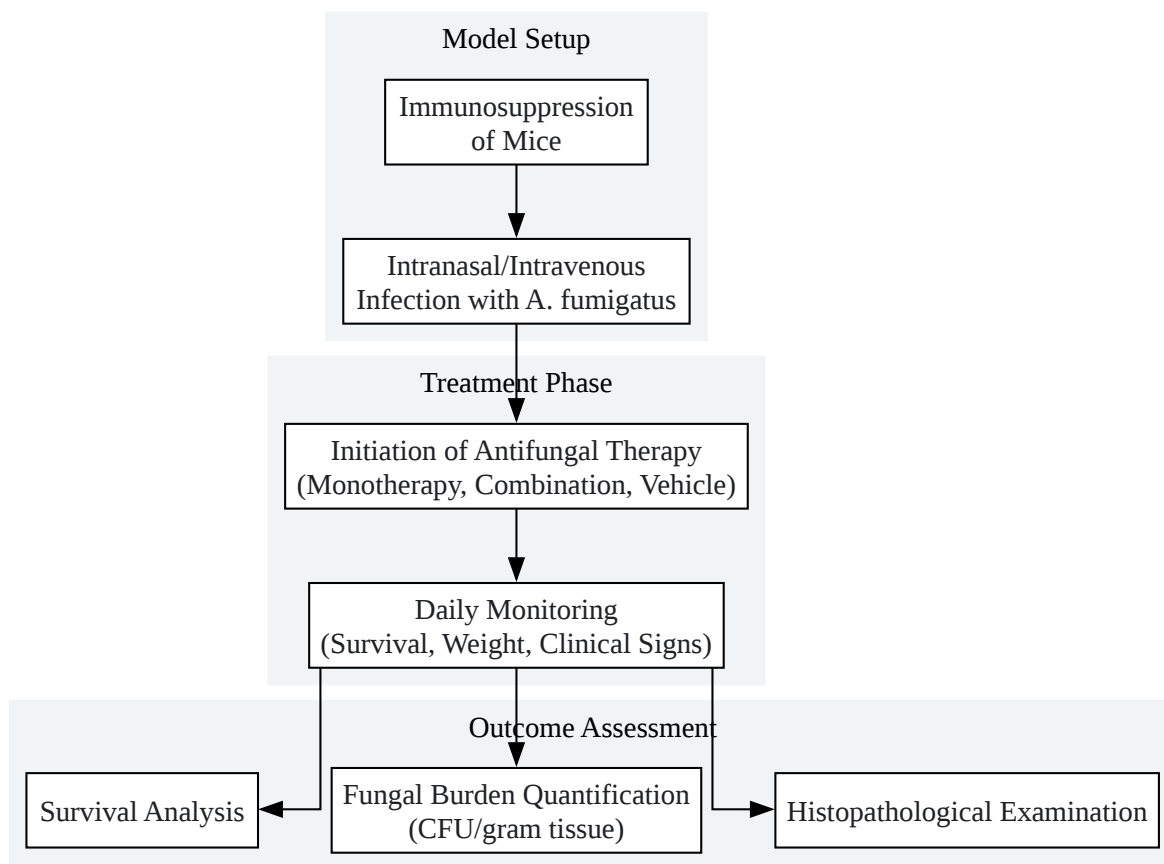 Model Setup
Immunosuppression
of Mice
Intranasal/Intravenous
Infection with A. fumigatus
Treatment Phase
Initiation of Antifungal Therapy
(Monotherapy, Combination, Vehicle)
Daily Monitoring
(Survival, Weight, Clinical Signs)
Outcome Assessment
Survival Analysis
Fungal Burden Quantification
(CFU/gram tissue)
Histopathological Examination